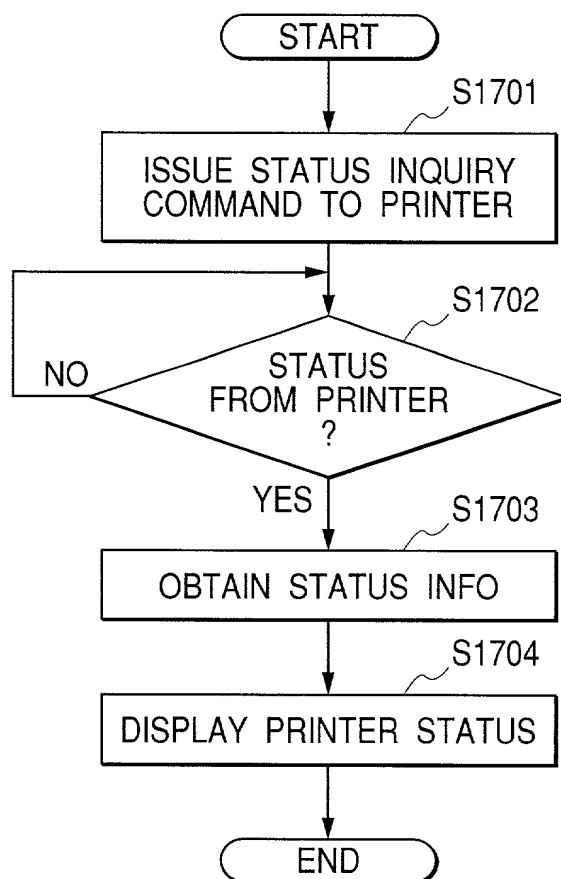 START
S1701
ISSUE STATUS INQUIRY
COMMAND TO PRINTER
S1702
STATUS
FROM PRINTER
?
NO
YES
S1703
OBTAIN STATUS INFO
S1704
DISPLAY PRINTER STATUS
END